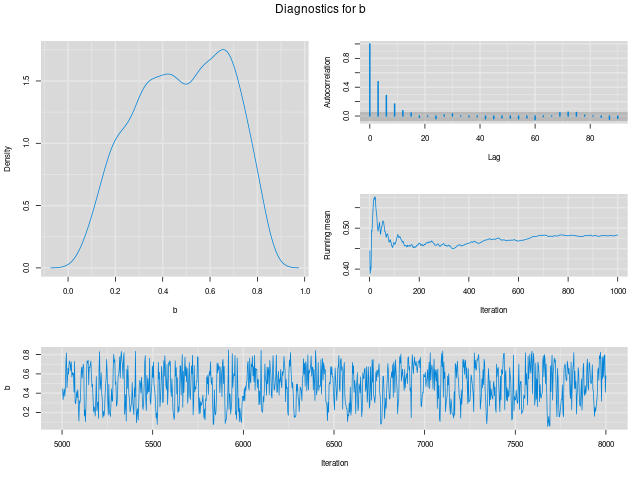 Diagnostics for b
Density
0.0 0.5 1.0 1.5
0.0 0.2 0.4 0.6 0.8 1.0
b
Autocorrelation
0.0 0.4 0.8
0 20 40 60 80
Lag
Running mean
0.40 0.50
0 200 400 600 800 1000
Iteration
b
0.2 0.4 0.6 0.8
5000 5500 6000 6500 7000 7500 8000
Iteration